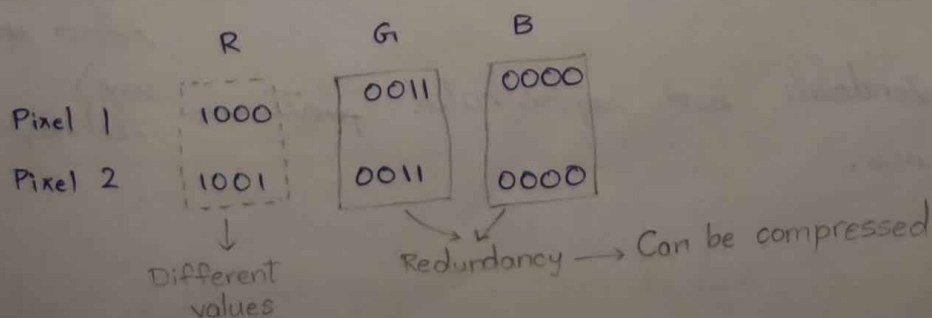 R G B
Pixel 1 1000 0011 0000
Pixel 2 1001 0011 0000
Different values
Redundancy → Can be compressed